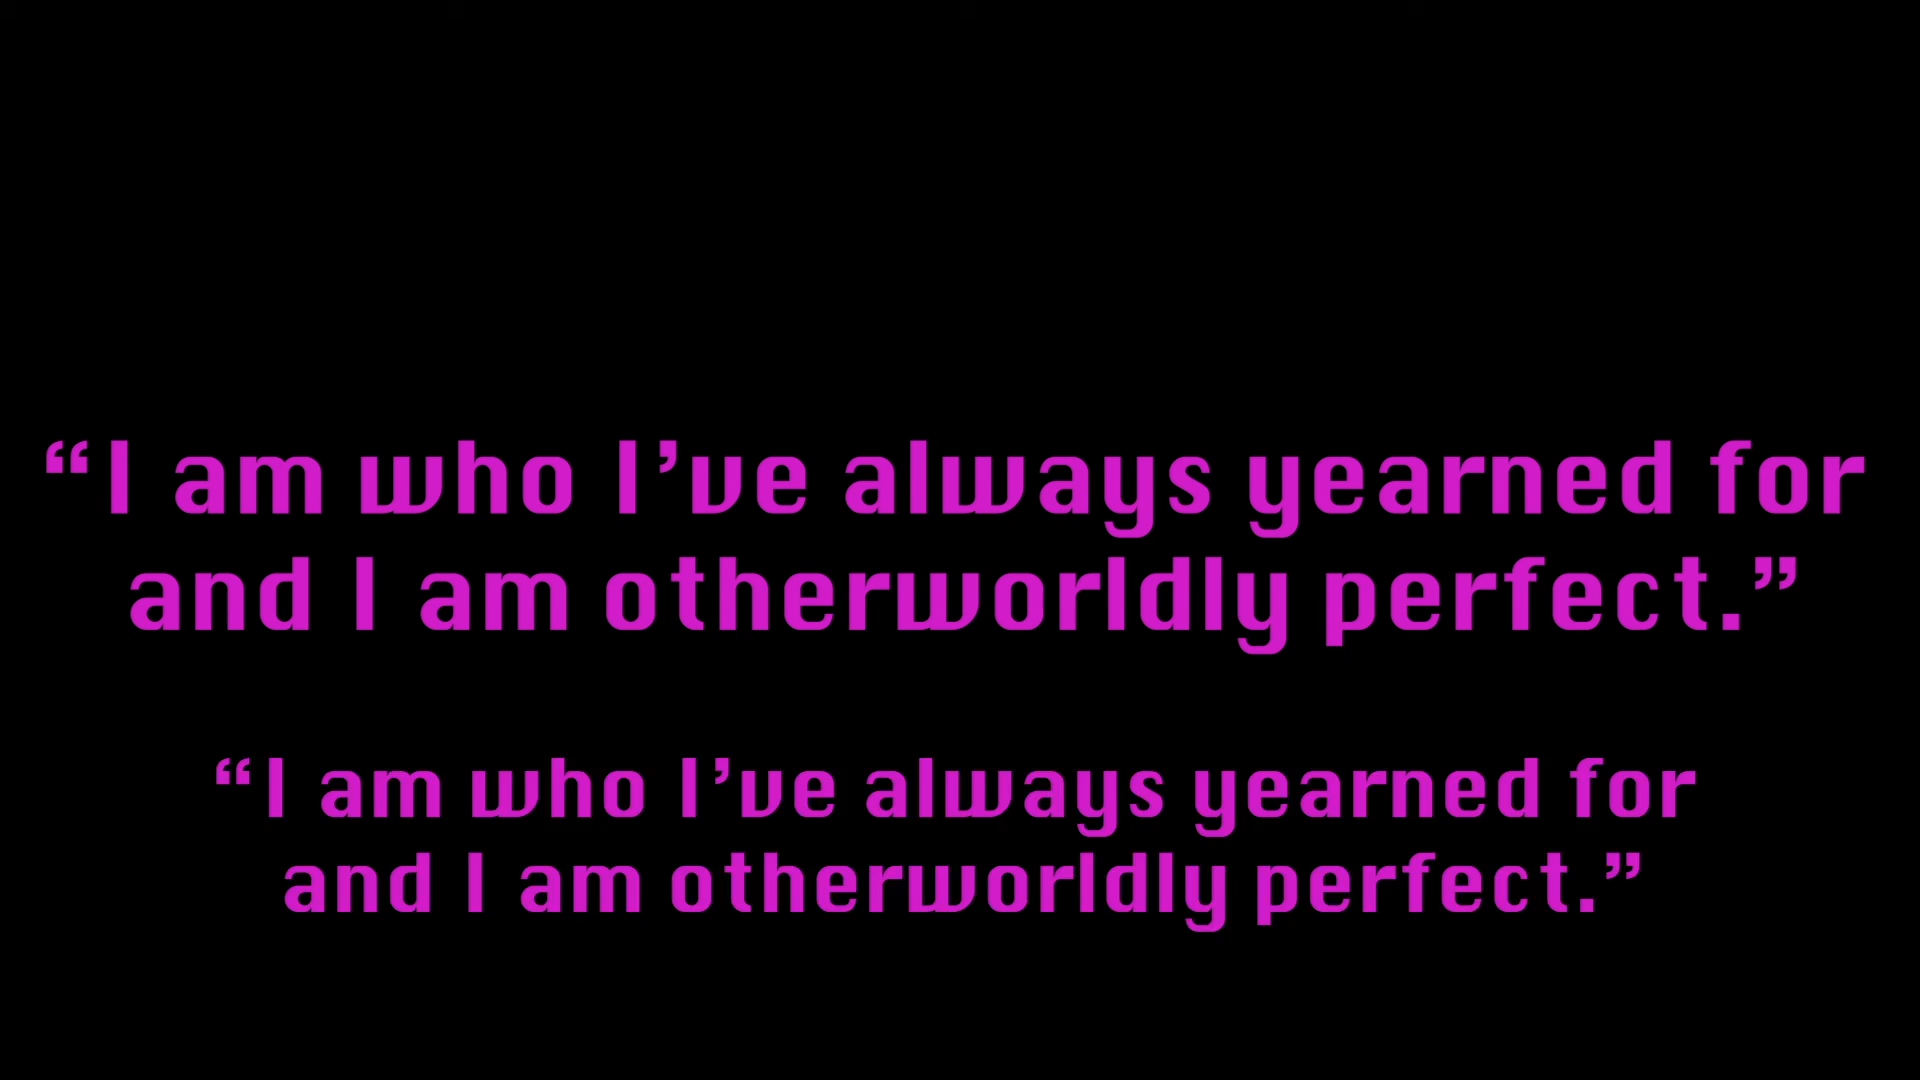 “I am who I’ve always yearned for
and I am otherworldly perfect.”
“I am who I’ve always yearned for
and I am otherworldly perfect.”